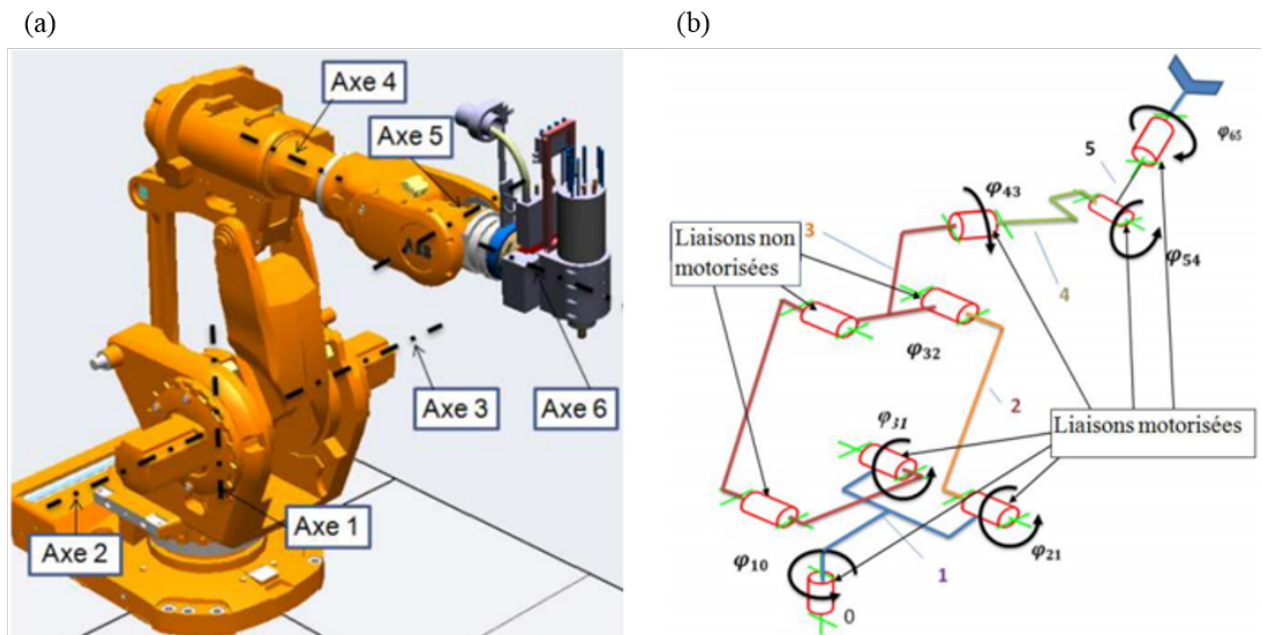 (a)
(b)
Axe 4
Axe 5
Axe 3
Axe 6
Axe 1
Axe 2
ABB
φ65
5
φ43
Liaisons non
motorisées
3
4
φ54
φ32
2
φ31
Liaisons motorisées
φ10
φ21
1
0